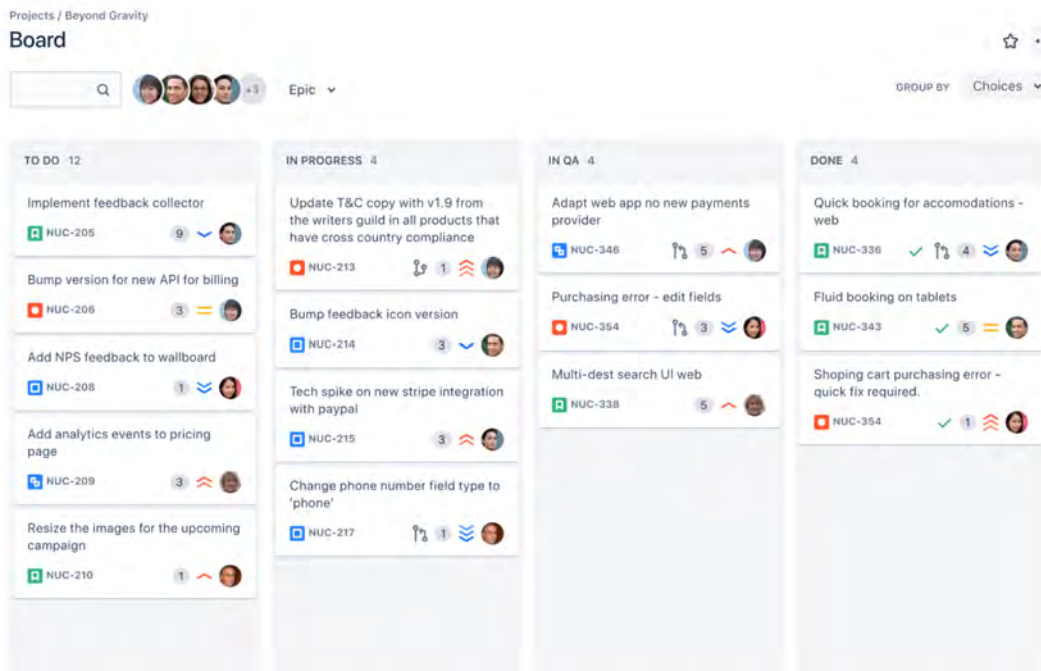 Projects / Beyond Gravity
Board
+3
Epic
GROUP BY
Choices
TO DO 12
Implement feedback collector
NUC-205
9
Bump version for new API for billing
NUC-206
3
Add NPS feedback to wallboard
NUC-208
1
Add analytics events to pricing
page
NUC-209
3
Resize the images for the upcoming
campaign
NUC-210
1
IN PROGRESS 4
Update T&C copy with v1.9 from
the writers guild in all products that
have cross country compliance
NUC-213
1
Bump feedback icon version
NUC-214
3
Tech spike on new stripe integration
with paypal
NUC-215
3
Change phone number field type to
'phone'
NUC-217
1
IN QA 4
Adapt web app no new payments
provider
NUC-346
5
Purchasing error - edit fields
NUC-354
3
Multi-dest search UI web
NUC-338
5
DONE 4
Quick booking for accomodations -
web
NUC-336
4
Fluid booking on tablets
NUC-343
5
Shoping cart purchasing error -
quick fix required.
NUC-354
1